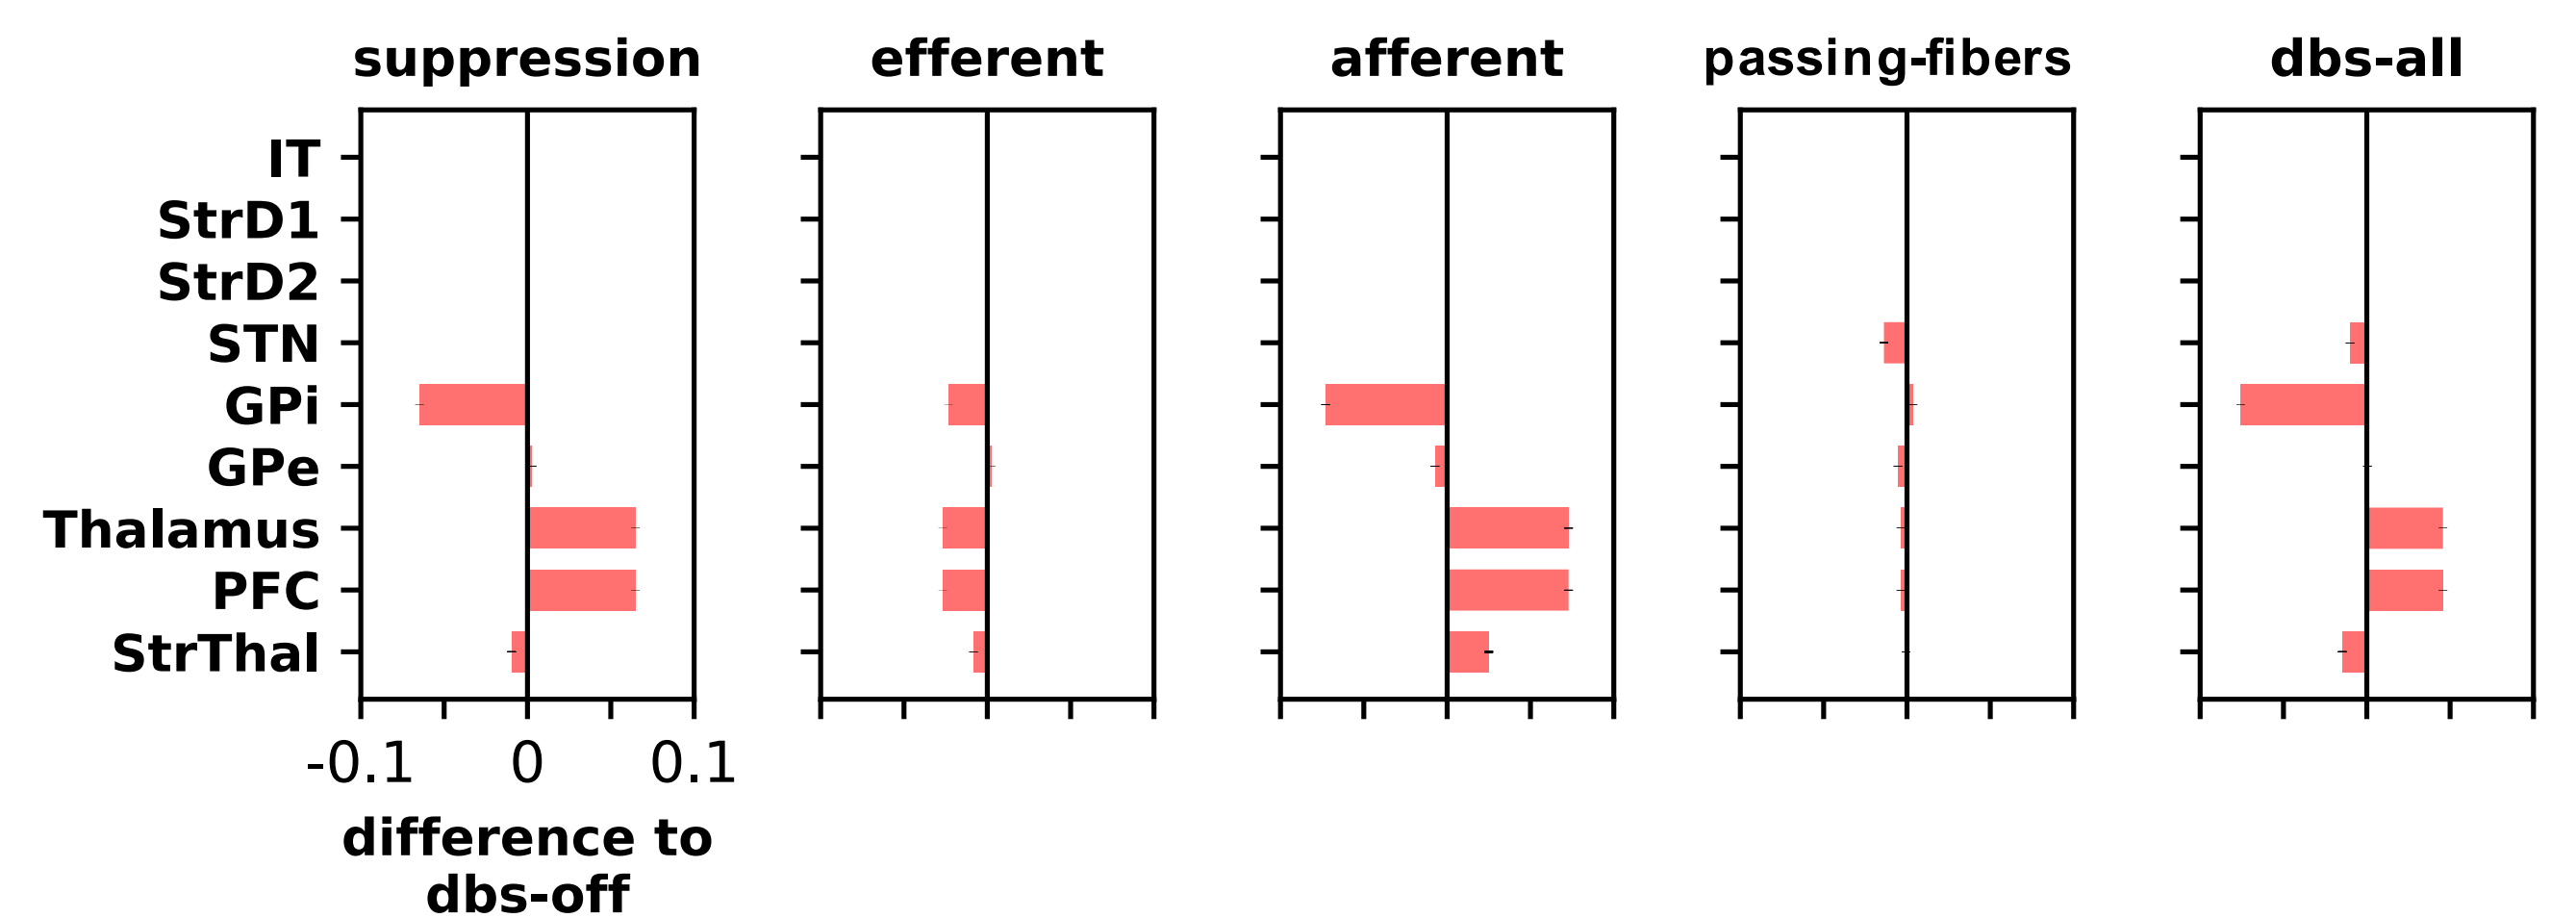 suppression
efferent
afferent
passing-fibers
dbs-all
IT
StrD1
StrD2
STN
GPi
GPe
Thalamus
PFC
StrThal
-0.1 0 0.1
difference to
dbs-off